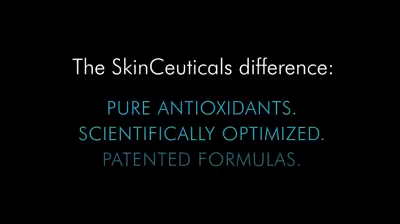 The SkinCeuticals difference:
PURE ANTIOXIDANTS.
SCIENTIFICALLY OPTIMIZED.
PATENTED FORMULAS.